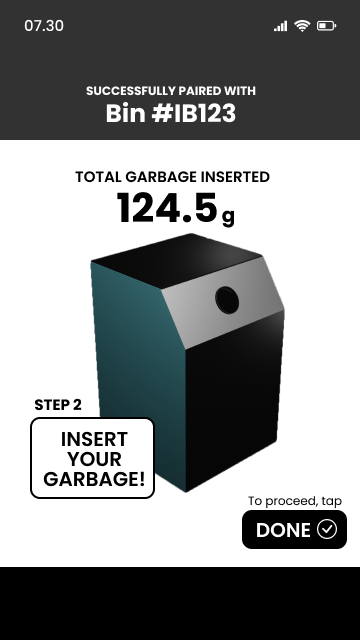 07.30
SUCCESSFULLY PAIRED WITH
Bin #IB123
TOTAL GARBAGE INSERTED
124.5 g
STEP 2
INSERT
YOUR
GARBAGE!
To proceed, tap
DONE